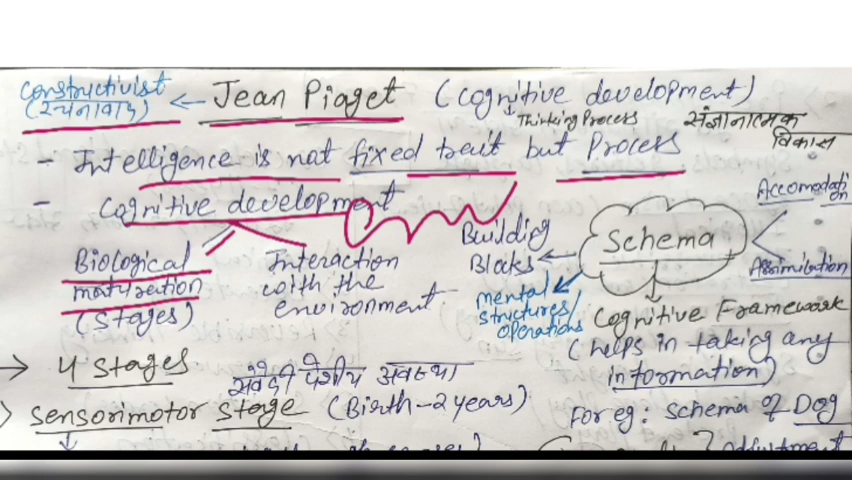 Constructivist
(रचनावाद) ← Jean Piaget (Cognitive development)
Thinking Process
संज्ञानात्मक
विकास
- Intelligence is not fixed trait but Process
- Cognitive development
Biological
maturation
(stages)
Interaction
with the
environment
Building
Blocks
Schema
Accomodation
Assimilation
mental
structures/
operations
Cognitive Framework
(helps in taking any
information)
→ 4 stages
संवेदी पेशीय अवस्था
sensorimotor stage (Birth-2 years)
For eg: Schema of Dog
adjustment